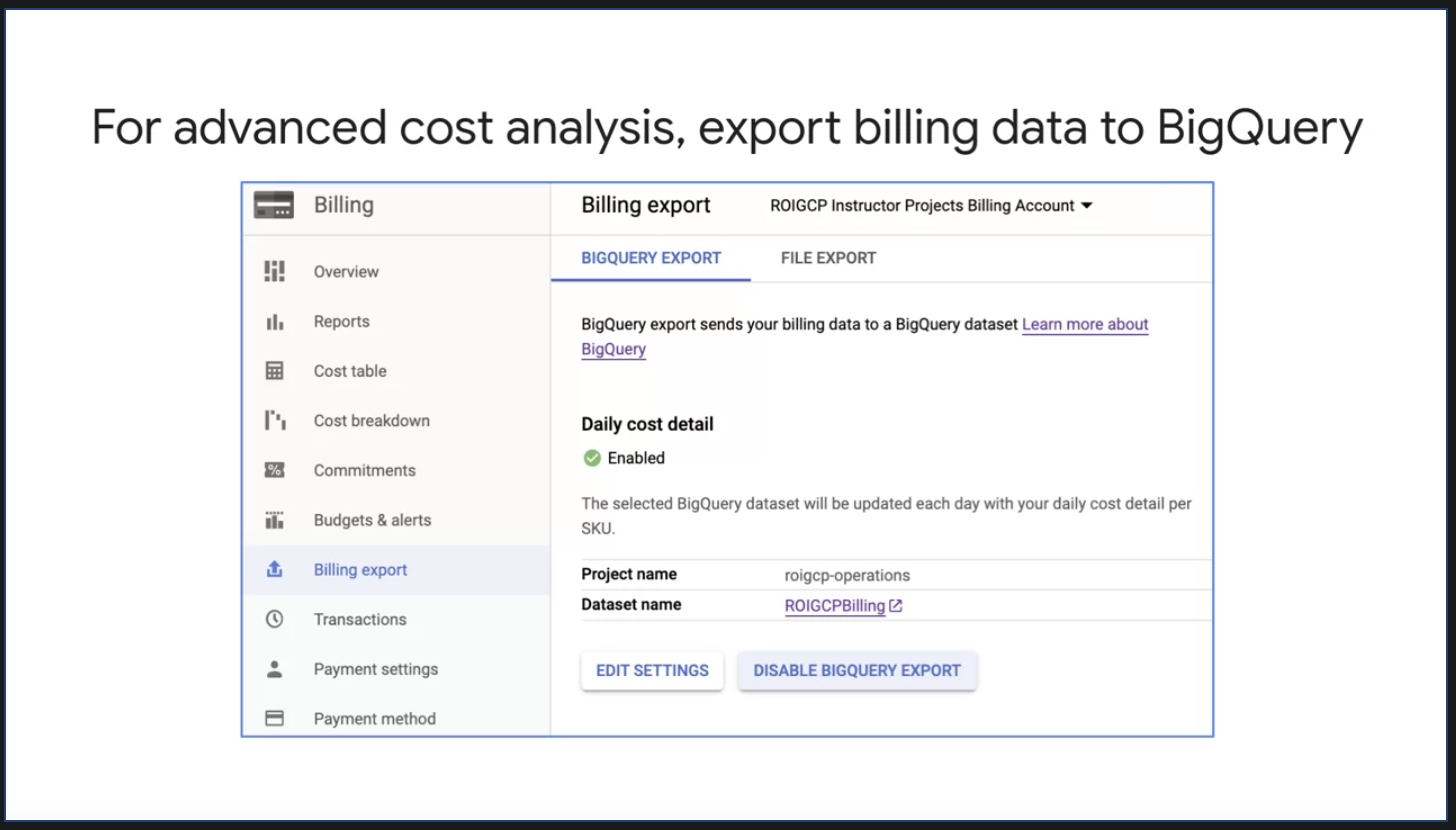 For advanced cost analysis, export billing data to BigQuery
Billing
Overview
Reports
Cost table
Cost breakdown
Commitments
Budgets & alerts
Billing export
Transactions
Payment settings
Payment method
Billing export ROIGCP Instructor Projects Billing Account
BIGQUERY EXPORT FILE EXPORT
BigQuery export sends your billing data to a BigQuery dataset Learn more about
BigQuery
Daily cost detail
Enabled
The selected BigQuery dataset will be updated each day with your daily cost detail per
SKU.
Project name roigcp-operations
Dataset name ROIGCPBilling
EDIT SETTINGS DISABLE BIGQUERY EXPORT